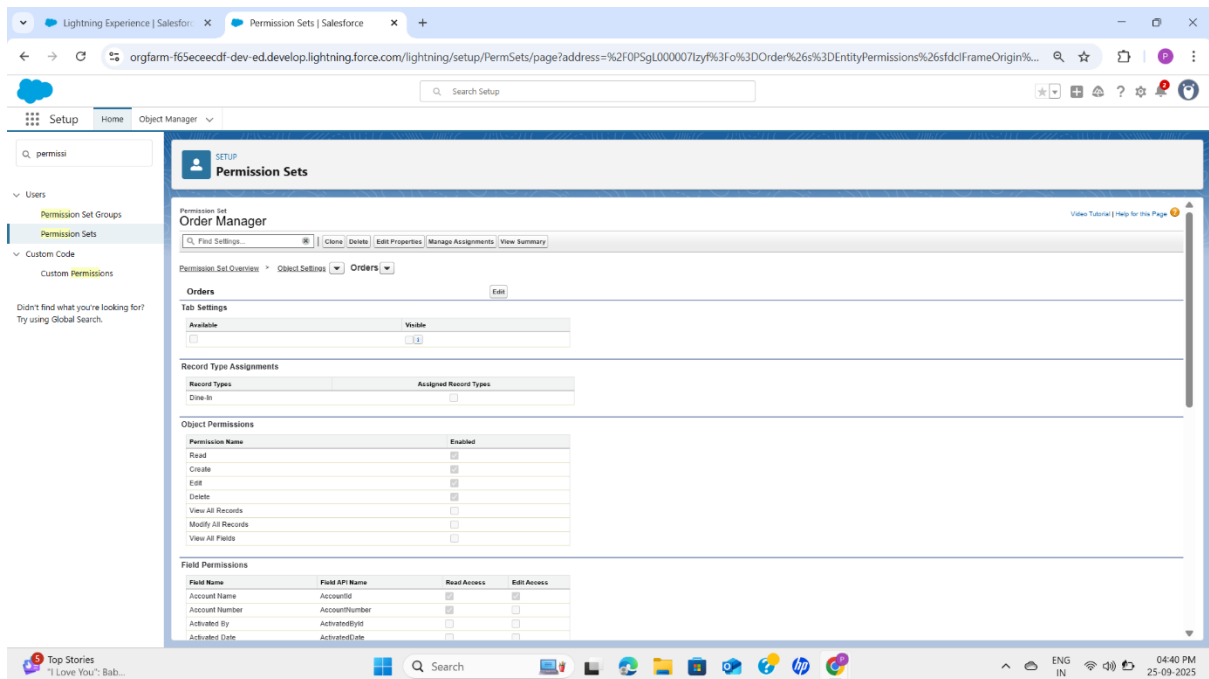 Lightning Experience | Salesforc
Permission Sets | Salesforce
orgfarm-f65eceecdf-dev-ed.develop.lightning.force.com/lightning/setup/PermSets/page?address=%2F0PSgL000007Izyf%3Fo%3DOrder%26s%3DEntityPermissions%26sfdcIFrameOrigin%...
P
Search Setup
2
Setup
Home
Object Manager
permissi
SETUP
Permission Sets
Users
Permission Set Groups
Permission Sets
Custom Code
Custom Permissions
Didn't find what you're looking for?
Try using Global Search.
Permission Set
Order Manager
Video Tutorial | Help for this Page
Find Settings... | Clone Delete Edit Properties Manage Assignments View Summary
Permission Set Overview > Object Settings Orders
Orders Edit
Tab Settings
Available Visible
i
Record Type Assignments
Record Types Assigned Record Types
Dine-In
Object Permissions
Permission Name Enabled
Read
Create
Edit
Delete
View All Records
Modify All Records
View All Fields
Field Permissions
Field Name Field API Name Read Access Edit Access
Account Name AccountId
Account Number AccountNumber
Activated By ActivatedById
Activated Date ActivatedDate
5
Top Stories
"I Love You": Bab...
Search
ENG
IN
04:40 PM
25-09-2025